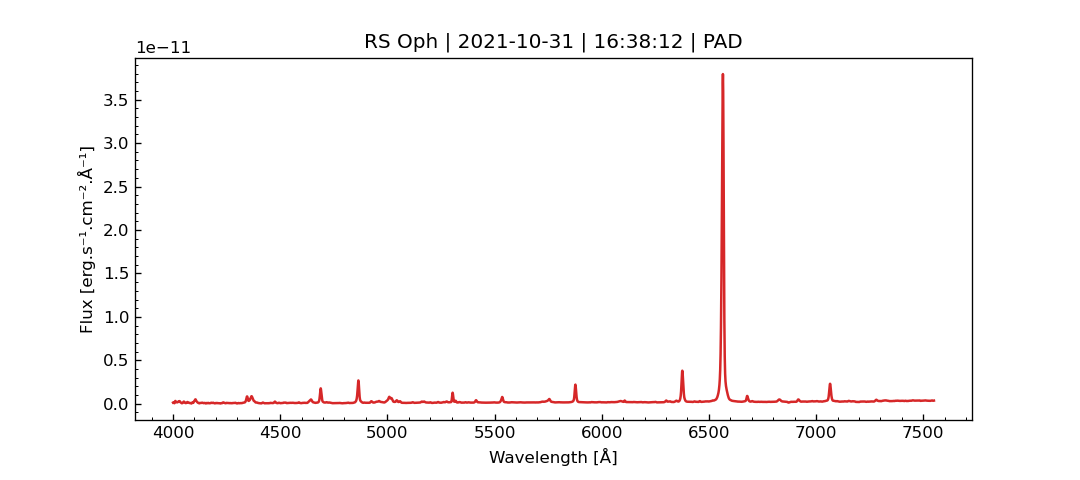 RS Oph | 2021-10-31 | 16:38:12 | PAD
1e−11
3.5
3.0
2.5
2.0
1.5
1.0
0.5
0.0
Flux [erg.s⁻¹.cm⁻².Å⁻¹]
4000 4500 5000 5500 6000 6500 7000 7500
Wavelength [Å]